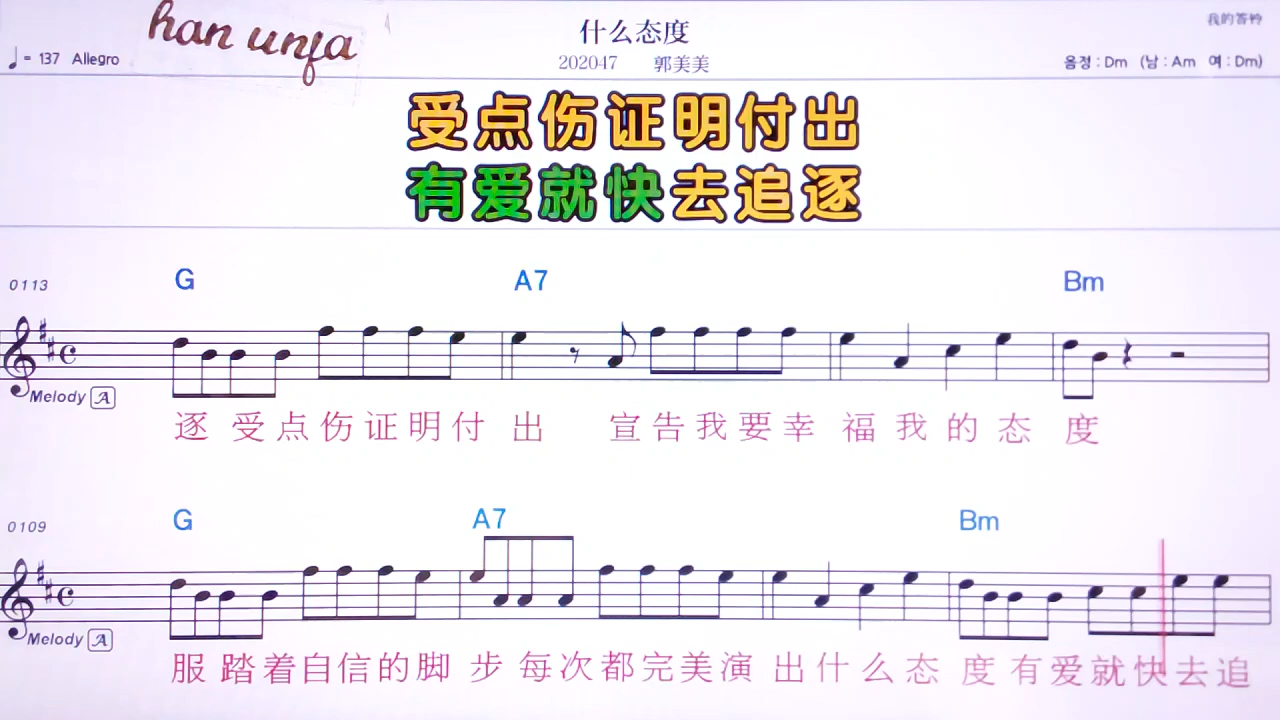 han unja
什么态度
我的答铃
♩= 137 Allegro
202047 郭美美
음정 : Dm (남 : Am 여 : Dm)
受点伤证明付出
有爱就快去追逐
0113 G A7 Bm
Melody A
逐 受点伤证明付 出 宣告我要幸 福我的态 度
0109 G A7 Bm
Melody A
服踏着自信的脚 步 每次都完美演 出什么态 度有爱就快去追